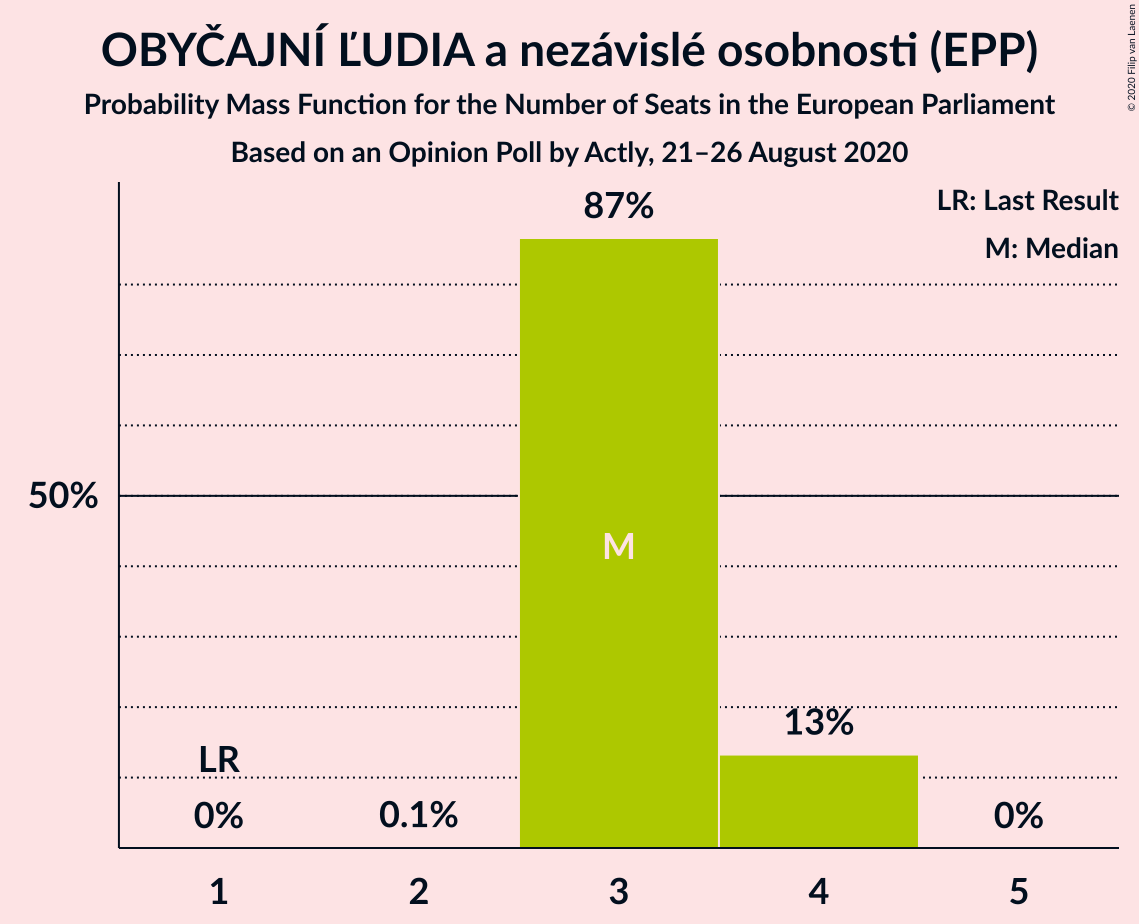 OBYČAJNÍ ĽUDIA a nezávislé osobnosti (EPP)
Probability Mass Function for the Number of Seats in the European Parliament
Based on an Opinion Poll by Actly, 21–26 August 2020
© 2020 Filip van Laenen
LR: Last Result
M: Median
87%
50%
M
13%
LR
0%
0.1%
0%
1
2
3
4
5